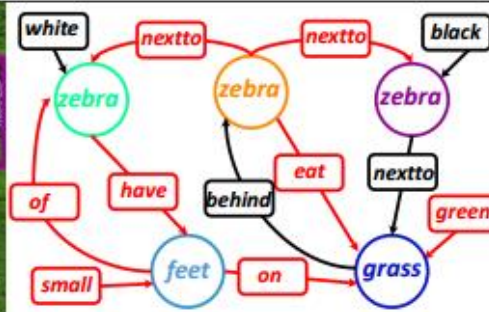 white
nextto
nextto
black
zebra
zebra
zebra
of
have
behind
eat
nextto
green
small
feet
on
grass